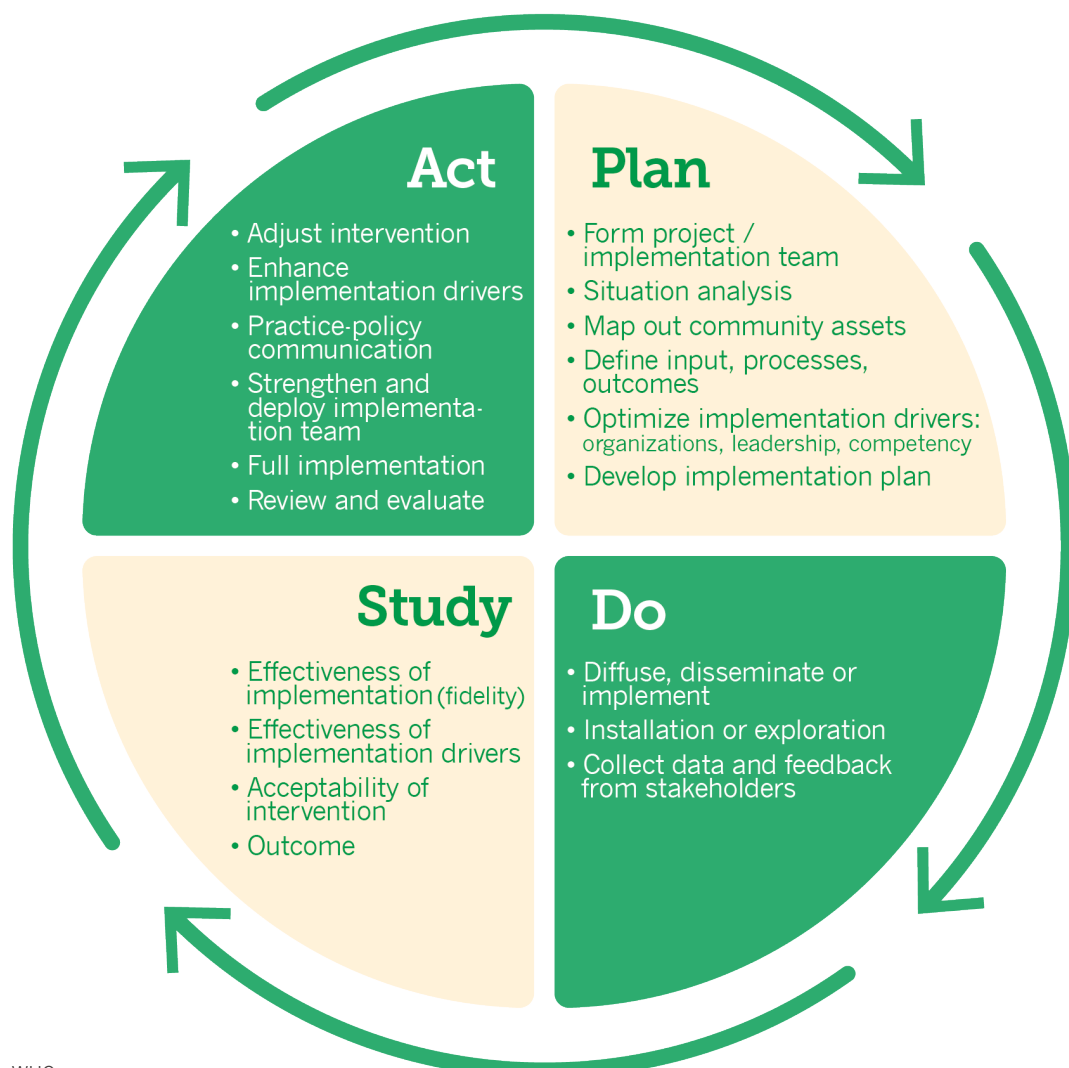 Act
• Adjust intervention
• Enhance
implementation drivers
• Practice-policy
communication
• Strengthen and
deploy implementa-
tion team
• Full implementation
• Review and evaluate
Plan
• Form project /
implementation team
• Situation analysis
• Map out community assets
• Define input, processes,
outcomes
• Optimize implementation drivers:
organizations, leadership, competency
• Develop implementation plan
Study
• Effectiveness of
implementation (fidelity)
• Effectiveness of
implementation drivers
• Acceptability of
intervention
• Outcome
Do
• Diffuse, disseminate or
implement
• Installation or exploration
• Collect data and feedback
from stakeholders